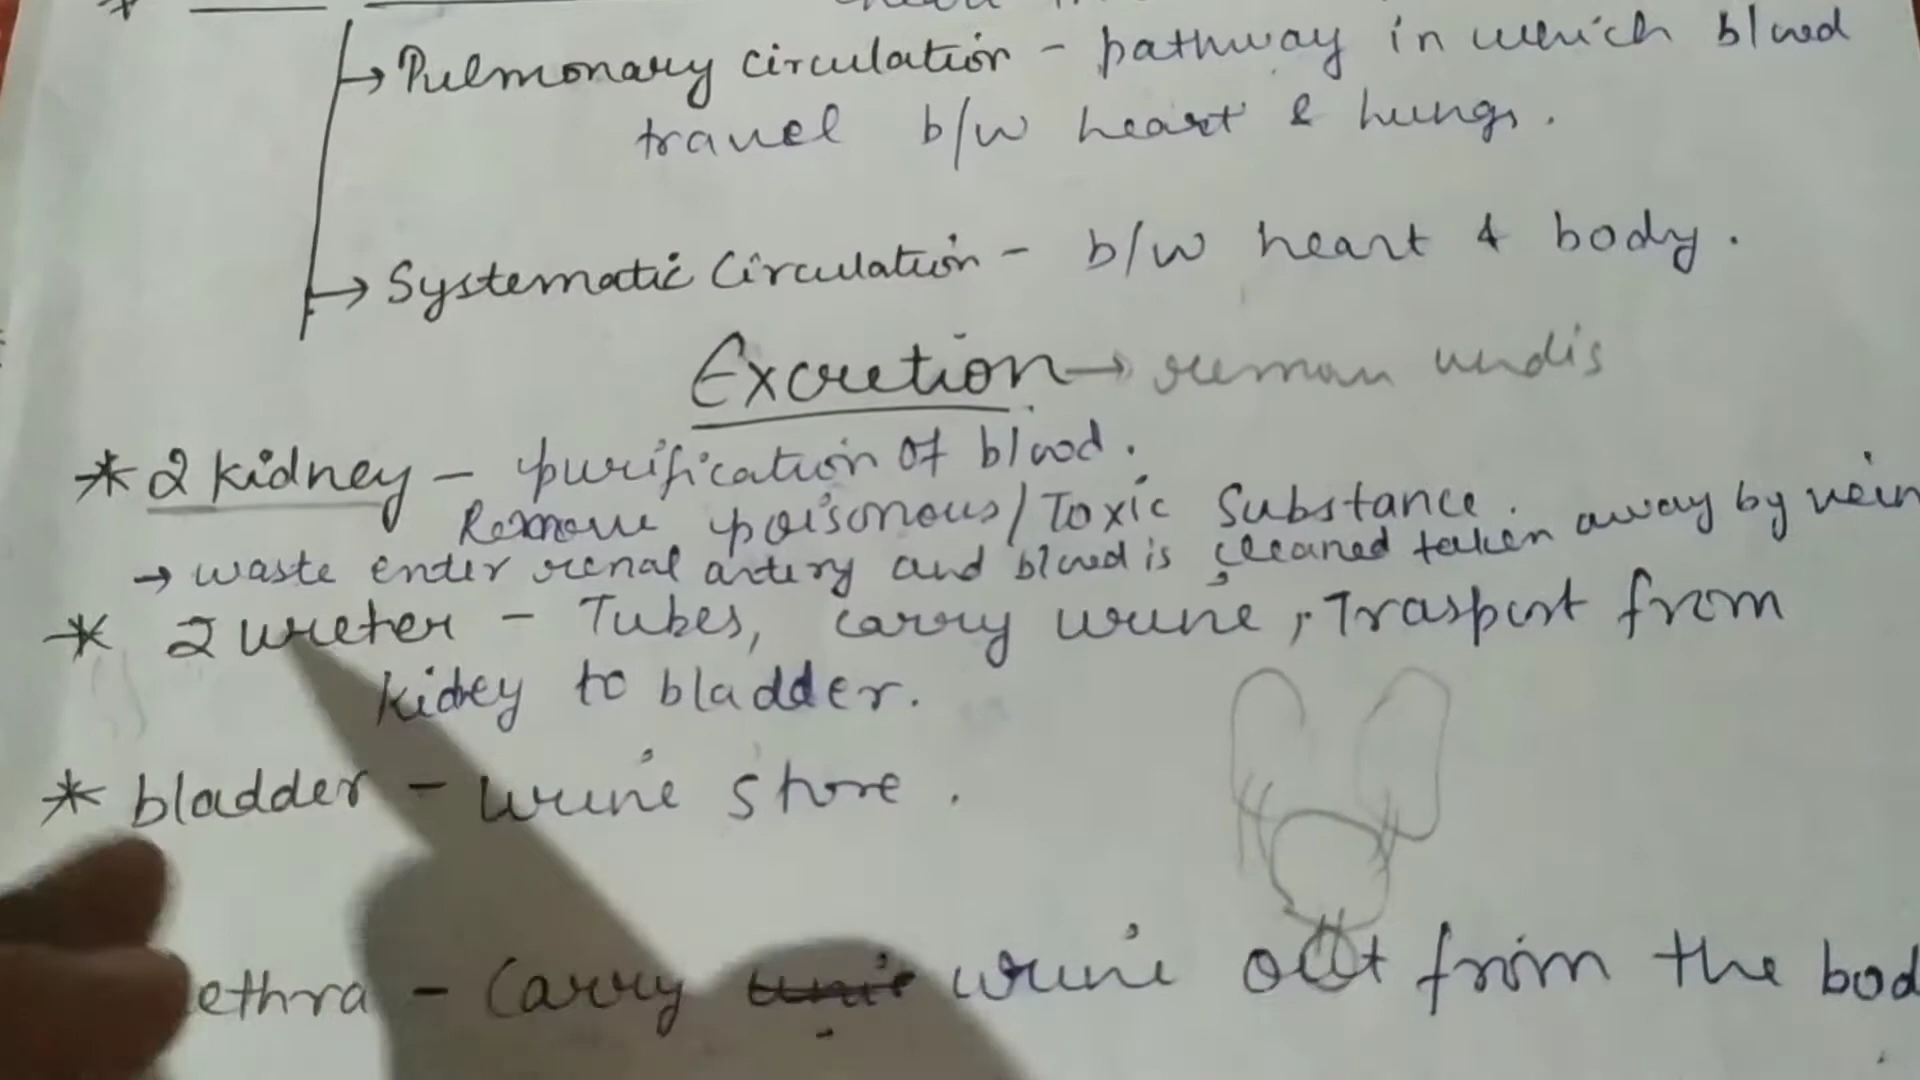 Pulmonary circulation - pathway in which blood
travel b/w heart & lungs.
Systematic Circulation - b/w heart & body.
Excretion →
* 2 kidney - purification of blood.
Remove poisonous/Toxic Substance.
→ waste enter renal artery and blood is cleaned taken away by vein
* 2 ureter - Tubes, carry urine, Trasport from
kidey to bladder.
* bladder - urine store.
ethra - Carry urine out from the bod